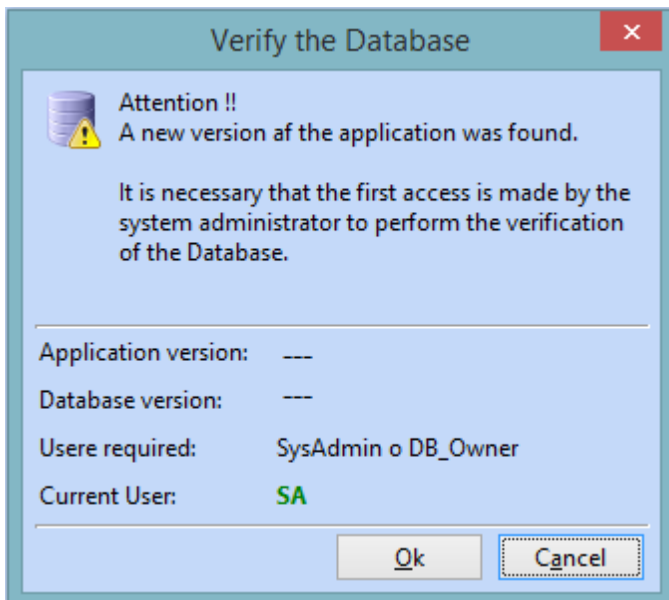 Verify the Database
Attention !!
A new version af the application was found.
It is necessary that the first access is made by the
system administrator to perform the verification
of the Database.
Application version: ---
Database version: ---
Usere required: SysAdmin o DB_Owner
Current User: SA
Ok Cancel